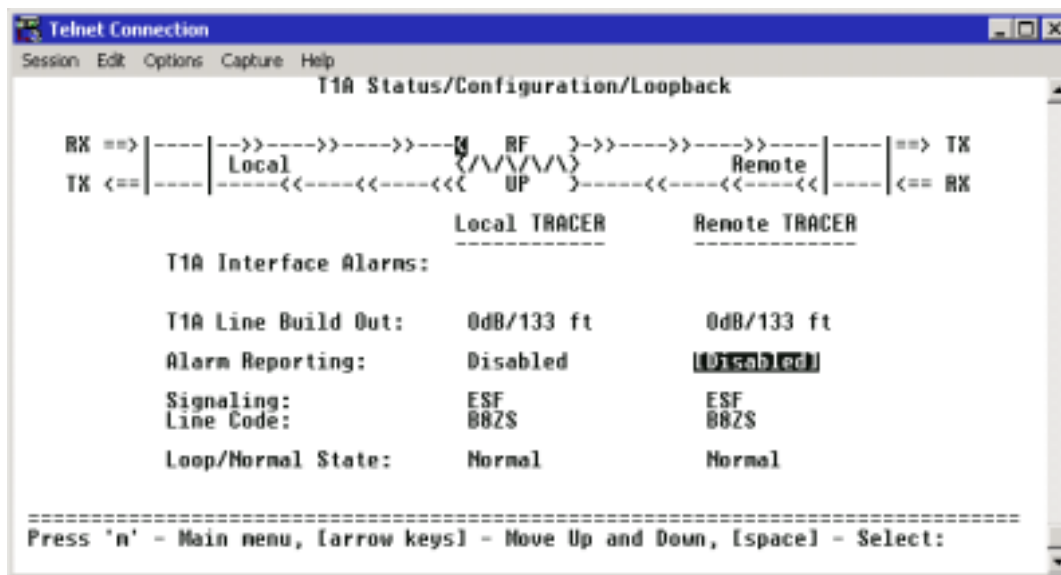 Telnet Connection
Session Edit Options Capture Help
T1A Status/Configuration/Loopback
RX ==>|----|-->>----->>---->>---< RF }->>---->>----->>----|----|==> TX
Local {/\/\/\/\} Remote
TX <==|----|-----<<----<<----<<< UP }-----<<----<<----<<|----|<== RX
Local TRACER Remote TRACER
------------ -------------
T1A Interface Alarms:
T1A Line Build Out: 0dB/133 ft 0dB/133 ft
Alarm Reporting: Disabled [Disabled]
Signaling: ESF ESF
Line Code: B8ZS B8ZS
Loop/Normal State: Normal Normal
================================================================================
Press 'm' - Main menu, [arrow keys] - Move Up and Down, [space] - Select: